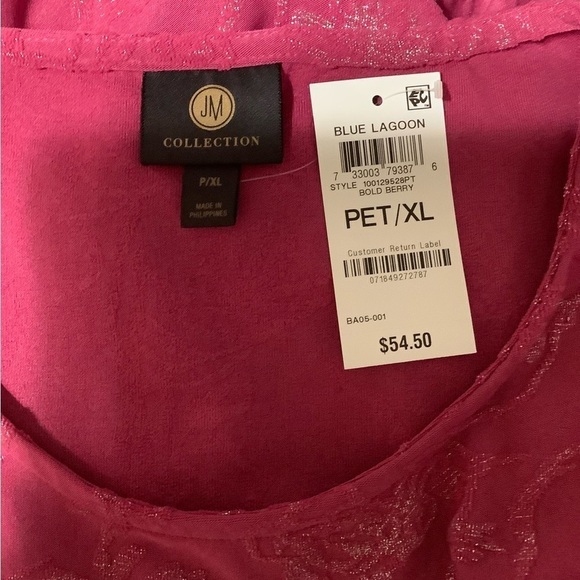 JM
COLLECTION
P/XL
MADE IN
PHILIPPINES
BLUE LAGOON
7 33003 79387 6
STYLE 100129528PT
BOLD BERRY
PET/XL
Customer Return Label
071849272787
BA05-001
$54.50